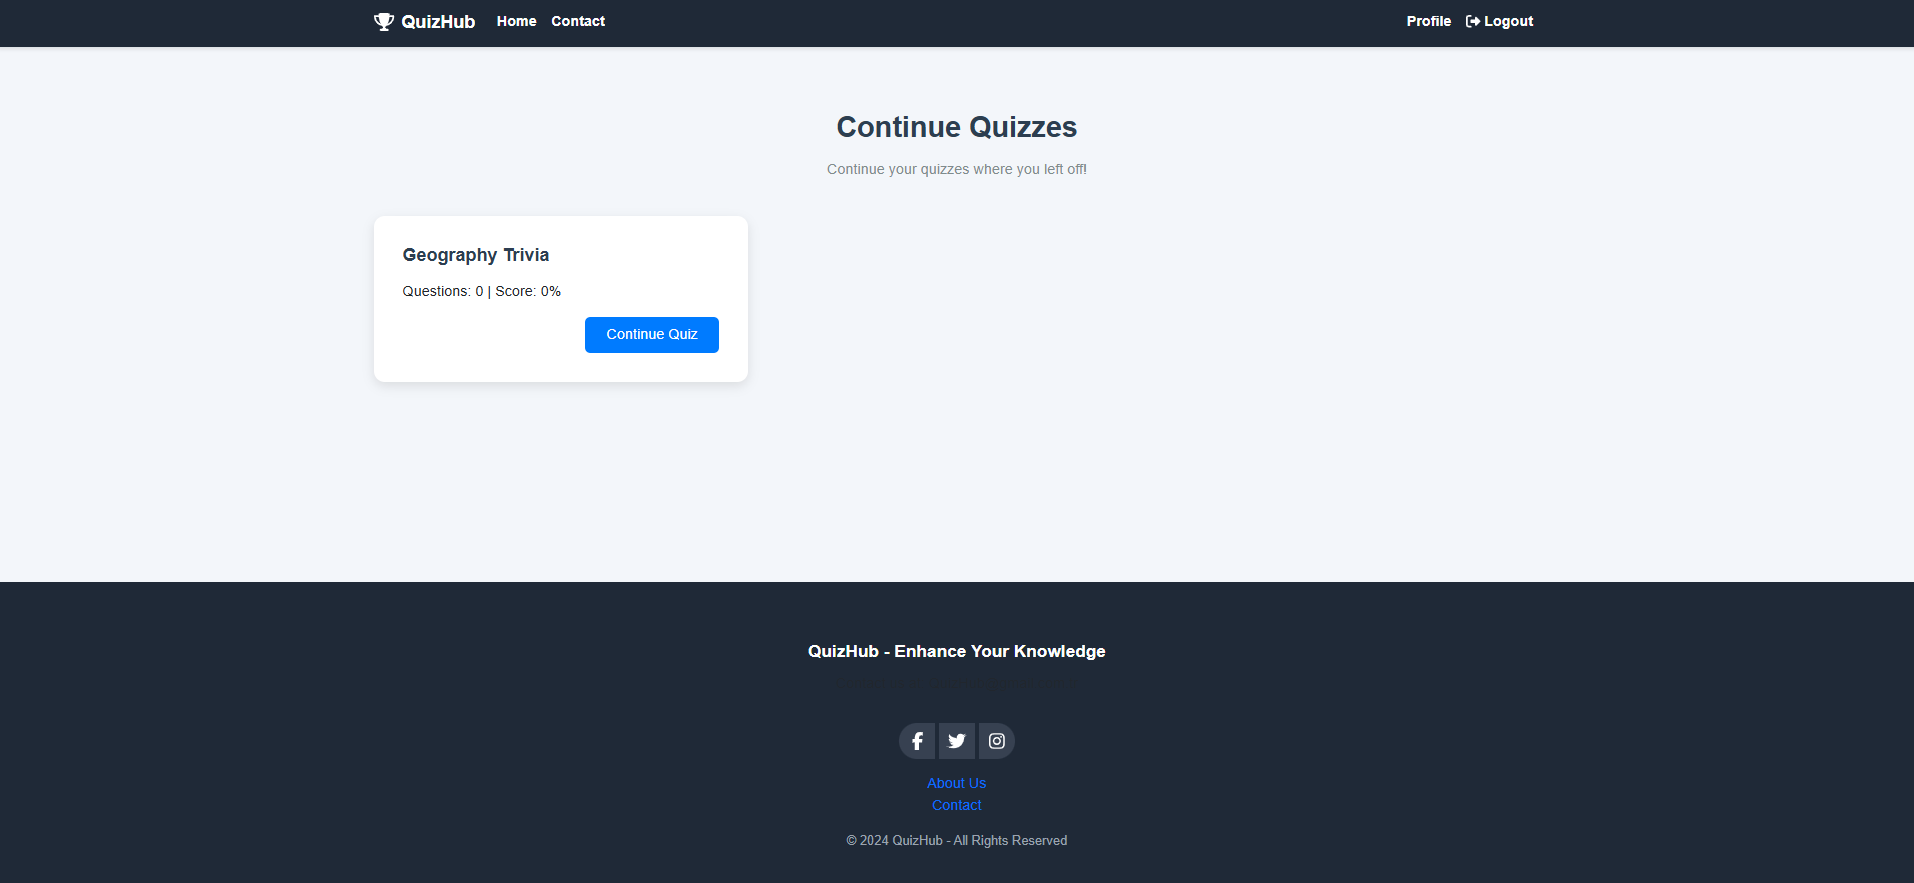 QuizHub Home Contact Profile Logout
Continue Quizzes
Continue your quizzes where you left off!
Geography Trivia
Questions: 0 | Score: 0%
Continue Quiz
QuizHub - Enhance Your Knowledge
About Us
Contact
© 2024 QuizHub - All Rights Reserved